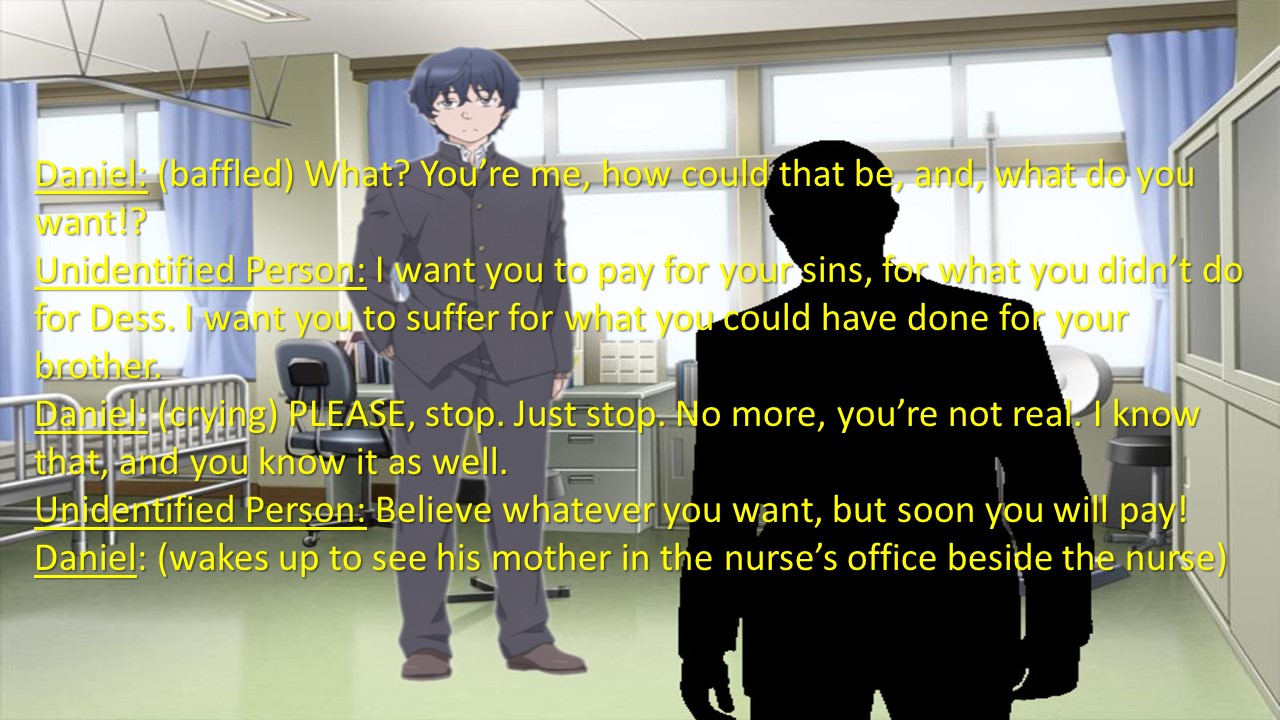 Daniel: (baffled) What? You’re me, how could that be, and, what do you
want!?
Unidentified Person: I want you to pay for your sins, for what you didn’t do
for Dess. I want you to suffer for what you could have done for your
brother.
Daniel: (crying) PLEASE, stop. Just stop. No more, you’re not real. I know
that, and you know it as well.
Unidentified Person: Believe whatever you want, but soon you will pay!
Daniel: (wakes up to see his mother in the nurse’s office beside the nurse)